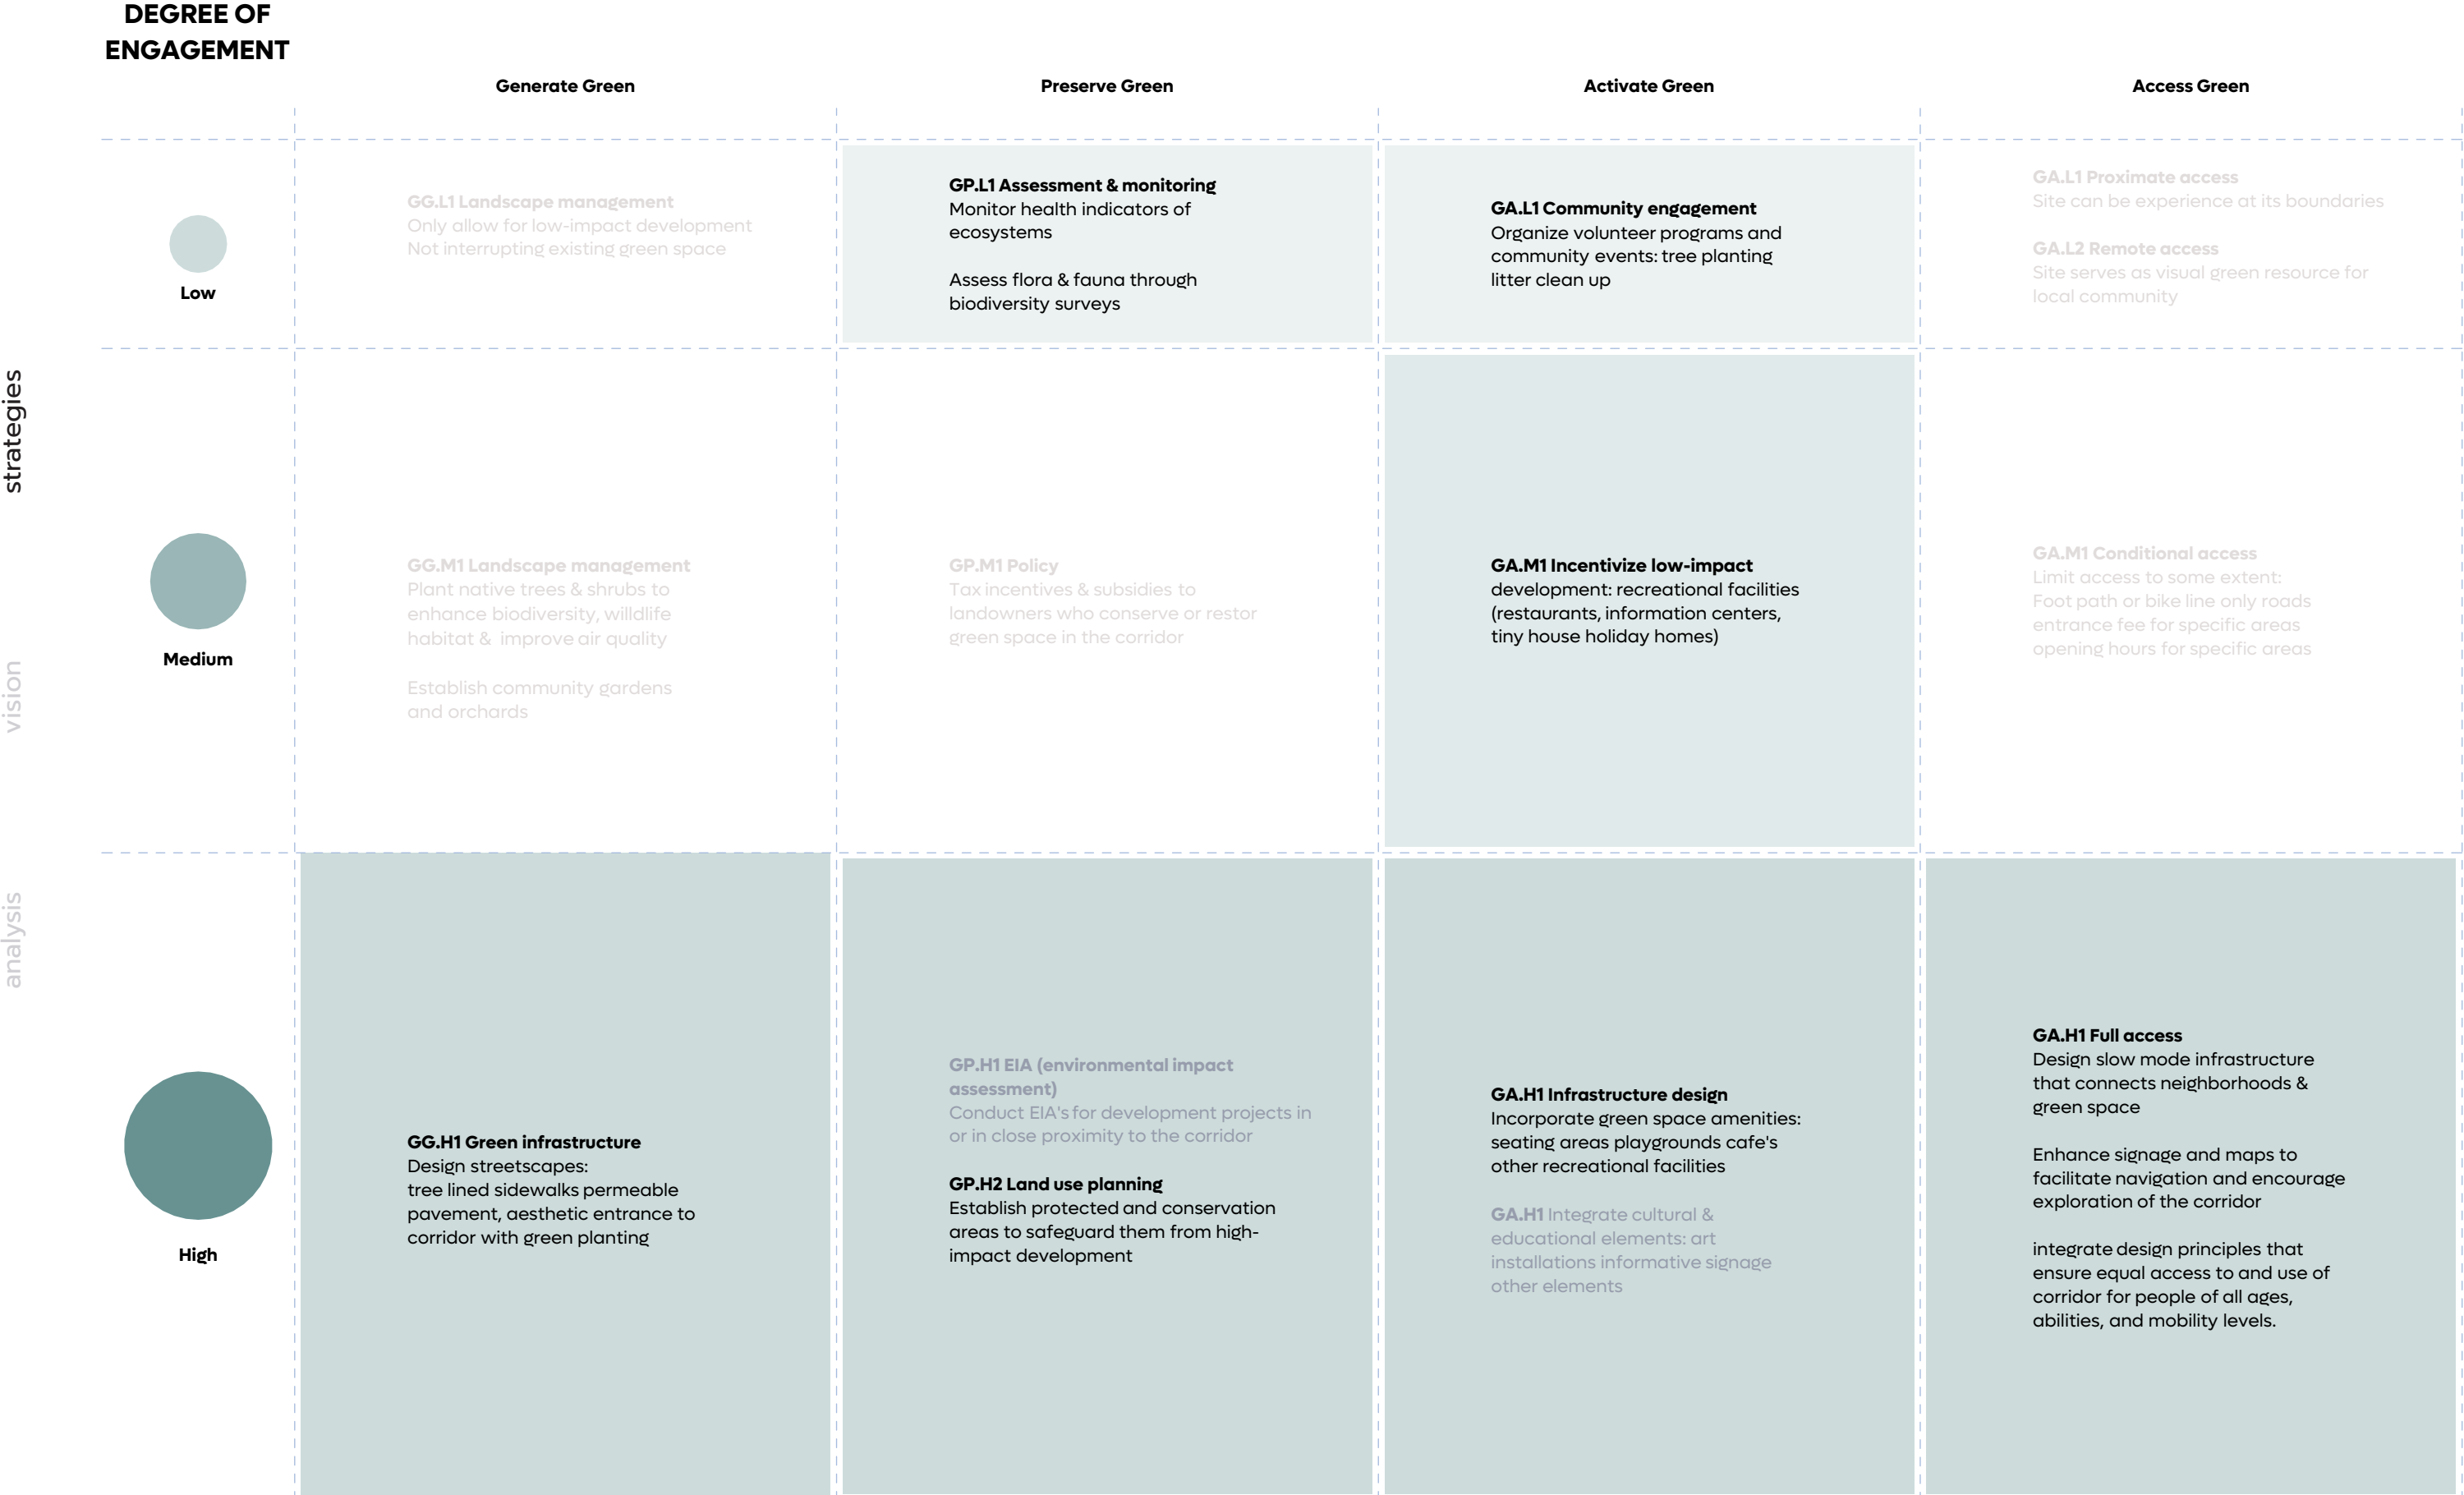 DEGREE OF
ENGAGEMENT
Generate Green
Preserve Green
Activate Green
Access Green
strategies
vision
analysis
Low
GG.L1 Landscape management
Only allow for low-impact development
Not interrupting existing green space
GP.L1 Assessment & monitoring
Monitor health indicators of
ecosystems
Assess flora & fauna through
biodiversity surveys
GA.L1 Community engagement
Organize volunteer programs and
community events: tree planting
litter clean up
GA.L1 Proximate access
Site can be experience at its boundaries
GA.L2 Remote access
Site serves as visual green resource for
local community
Medium
GG.M1 Landscape management
Plant native trees & shrubs to
enhance biodiversity, willdlife
habitat & improve air quality
Establish community gardens
and orchards
GP.M1 Policy
Tax incentives & subsidies to
landowners who conserve or restor
green space in the corridor
GA.M1 Incentivize low-impact
development: recreational facilities
(restaurants, information centers,
tiny house holiday homes)
GA.M1 Conditional access
Limit access to some extent:
Foot path or bike line only roads
entrance fee for specific areas
opening hours for specific areas
High
GG.H1 Green infrastructure
Design streetscapes:
tree lined sidewalks permeable
pavement, aesthetic entrance to
corridor with green planting
GP.H1 EIA (environmental impact
assessment)
Conduct EIA's for development projects in
or in close proximity to the corridor
GP.H2 Land use planning
Establish protected and conservation
areas to safeguard them from high-
impact development
GA.H1 Infrastructure design
Incorporate green space amenities:
seating areas playgrounds cafe's
other recreational facilities
GA.H1 Integrate cultural &
educational elements: art
installations informative signage
other elements
GA.H1 Full access
Design slow mode infrastructure
that connects neighborhoods &
green space
Enhance signage and maps to
facilitate navigation and encourage
exploration of the corridor
integrate design principles that
ensure equal access to and use of
corridor for people of all ages,
abilities, and mobility levels.